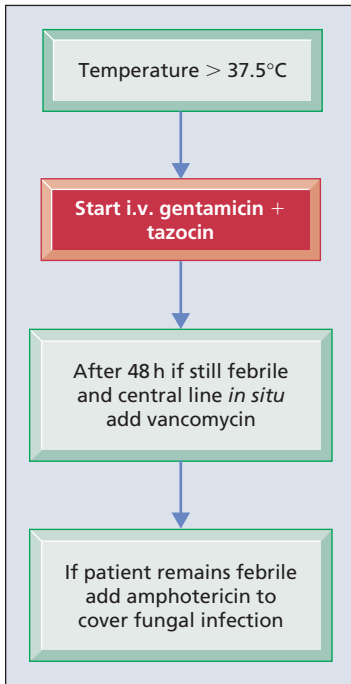 Temperature > 37.5°C
Start i.v. gentamicin +
tazocin
After 48 h if still febrile
and central line in situ
add vancomycin
If patient remains febrile
add amphotericin to
cover fungal infection